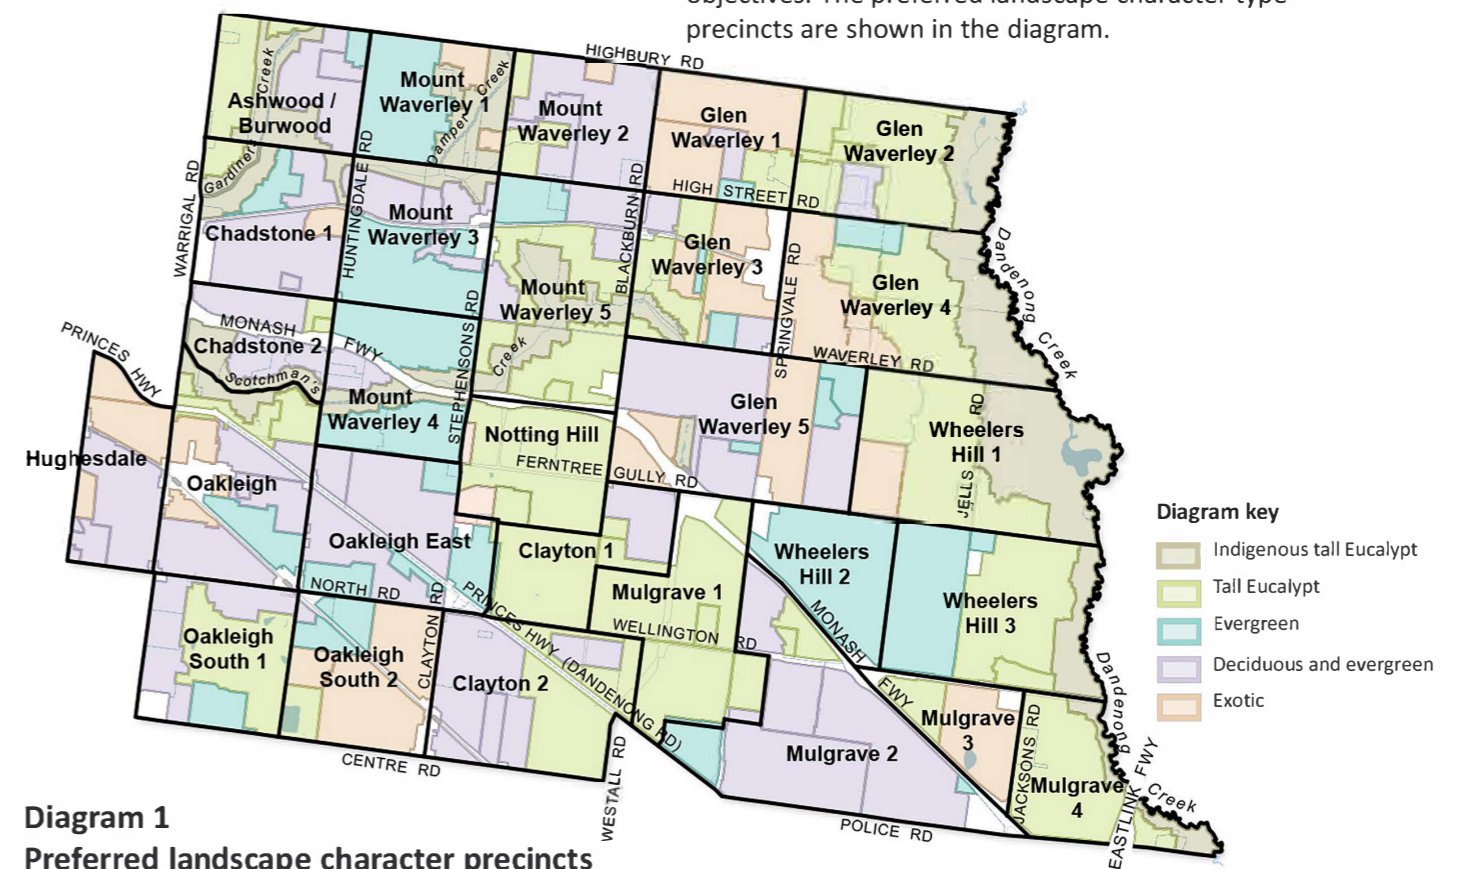 objectives. The preferred landscape character type
precincts are shown in the diagram.
HIGHBURY RD
Ashwood /
Burwood
Creek
Gardiners
Mount
Waverley 1
Damper Creek
Mount
Waverley 2
Glen
Waverley 1
Glen
Waverley 2
WARRIGAL RD
HUNTINGDALE RD
BLACKBURN RD
HIGH STREET RD
Chadstone 1
Mount
Waverley 3
Mount
Waverley 5
Creek
Glen
Waverley 3
SPRINGVALE RD
Glen
Waverley 4
Dandenong
Creek
PRINCES HWY
MONASH FWY
Chadstone 2
Scotchman's
Mount
Waverley 4
STEPHENSONS RD
WAVERLEY RD
Glen
Waverley 5
Notting Hill
FERNTREE GULLY RD
Wheelers
Hill 1
JELLS RD
Hughesdale
Oakleigh
Oakleigh East
Clayton 1
Wheelers
Hill 2
NORTH RD
Mulgrave 1
WELLINGTON RD
MONASH FWY
Wheelers
Hill 3
Oakleigh
South 1
Oakleigh
South 2
CLAYTON RD
Clayton 2
PRINCES HWY (DANDENONG RD)
CENTRE RD
WESTALL RD
Mulgrave 2
POLICE RD
Mulgrave
3
JACKSONS RD
Mulgrave
4
Dandenong
Creek
EASTLINK FWY
Diagram key
Indigenous tall Eucalypt
Tall Eucalypt
Evergreen
Deciduous and evergreen
Exotic
Diagram 1
Preferred landscape character precincts